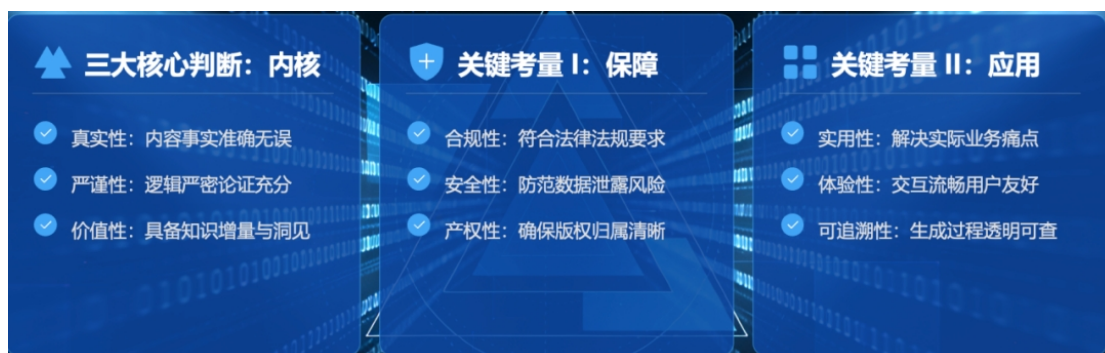 三大核心判断：内核
真实性：内容事实准确无误
严谨性：逻辑严密论证充分
价值性：具备知识增量与洞见
关键考量 I：保障
合规性：符合法律法规要求
安全性：防范数据泄露风险
产权性：确保版权归属清晰
关键考量 II：应用
实用性：解决实际业务痛点
体验性：交互流畅用户友好
可追溯性：生成过程透明可查